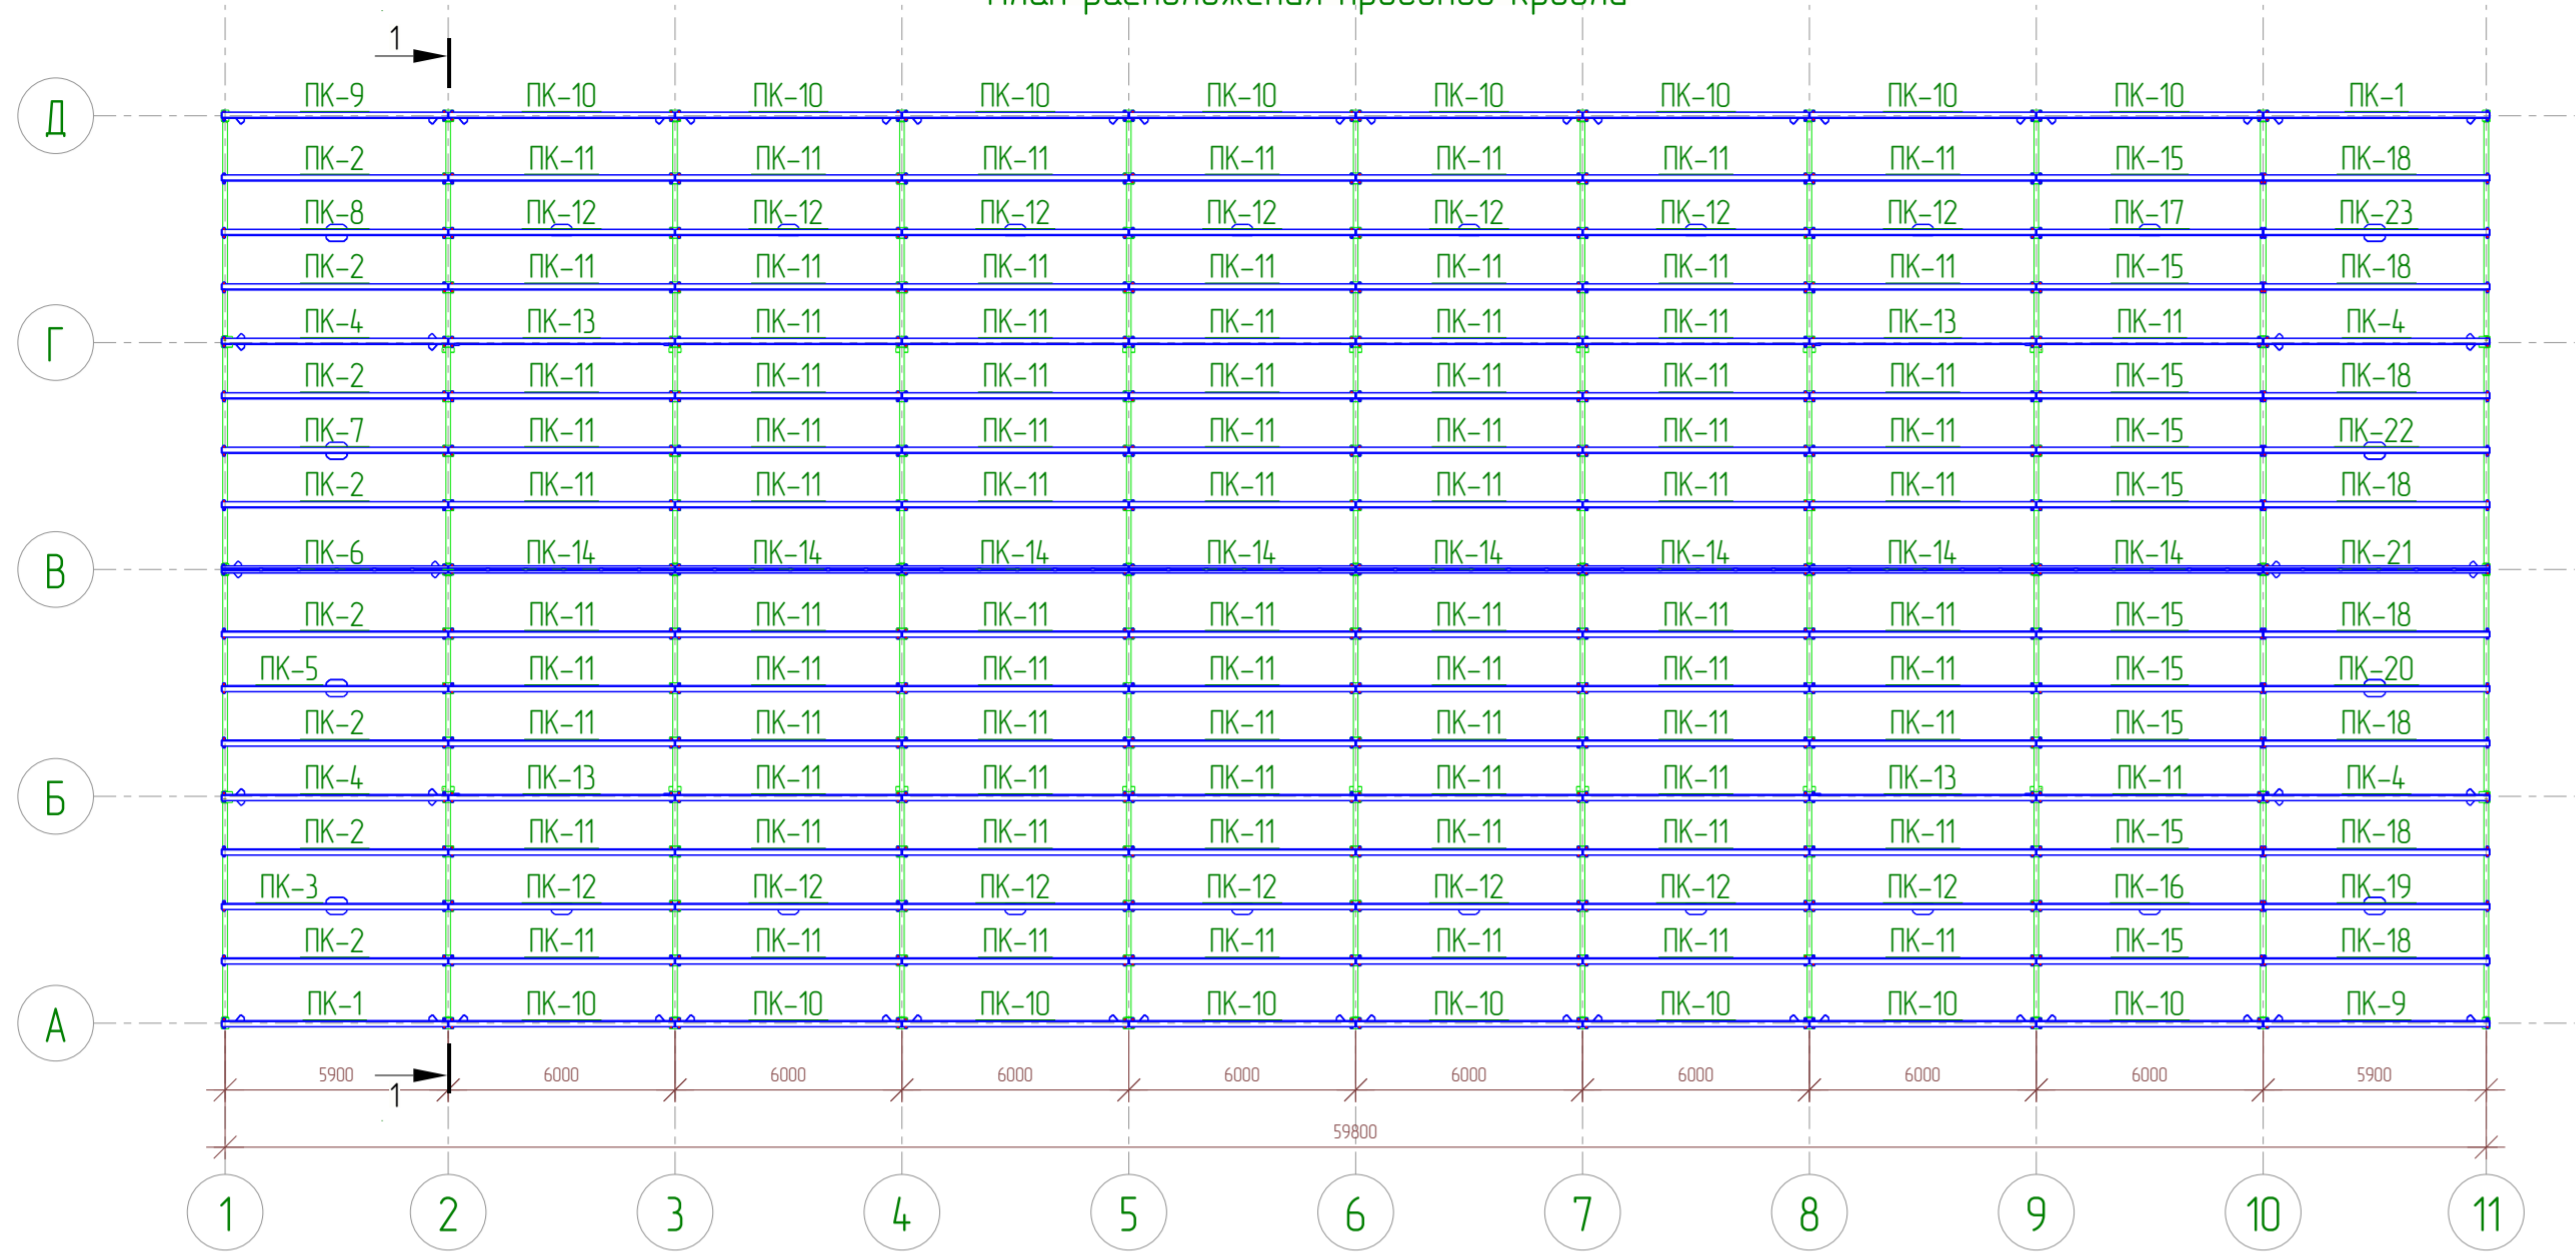 План расположения прогонов кровли
1
Д ПК-9 ПК-10 ПК-10 ПК-10 ПК-10 ПК-10 ПК-10 ПК-10 ПК-10 ПК-1
ПК-2 ПК-11 ПК-11 ПК-11 ПК-11 ПК-11 ПК-11 ПК-11 ПК-15 ПК-18
ПК-8 ПК-12 ПК-12 ПК-12 ПК-12 ПК-12 ПК-12 ПК-12 ПК-17 ПК-23
ПК-2 ПК-11 ПК-11 ПК-11 ПК-11 ПК-11 ПК-11 ПК-11 ПК-15 ПК-18
Г ПК-4 ПК-13 ПК-11 ПК-11 ПК-11 ПК-11 ПК-11 ПК-13 ПК-11 ПК-4
ПК-2 ПК-11 ПК-11 ПК-11 ПК-11 ПК-11 ПК-11 ПК-11 ПК-15 ПК-18
ПК-7 ПК-11 ПК-11 ПК-11 ПК-11 ПК-11 ПК-11 ПК-11 ПК-15 ПК-22
ПК-2 ПК-11 ПК-11 ПК-11 ПК-11 ПК-11 ПК-11 ПК-11 ПК-15 ПК-18
В ПК-6 ПК-14 ПК-14 ПК-14 ПК-14 ПК-14 ПК-14 ПК-14 ПК-14 ПК-21
ПК-2 ПК-11 ПК-11 ПК-11 ПК-11 ПК-11 ПК-11 ПК-11 ПК-15 ПК-18
ПК-5 ПК-11 ПК-11 ПК-11 ПК-11 ПК-11 ПК-11 ПК-11 ПК-15 ПК-20
ПК-2 ПК-11 ПК-11 ПК-11 ПК-11 ПК-11 ПК-11 ПК-11 ПК-15 ПК-18
Б ПК-4 ПК-13 ПК-11 ПК-11 ПК-11 ПК-11 ПК-11 ПК-13 ПК-11 ПК-4
ПК-2 ПК-11 ПК-11 ПК-11 ПК-11 ПК-11 ПК-11 ПК-11 ПК-15 ПК-18
ПК-3 ПК-12 ПК-12 ПК-12 ПК-12 ПК-12 ПК-12 ПК-12 ПК-16 ПК-19
ПК-2 ПК-11 ПК-11 ПК-11 ПК-11 ПК-11 ПК-11 ПК-11 ПК-15 ПК-18
А ПК-1 ПК-10 ПК-10 ПК-10 ПК-10 ПК-10 ПК-10 ПК-10 ПК-10 ПК-9
5900 6000 6000 6000 6000 6000 6000 6000 6000 5900
1
59800
1 2 3 4 5 6 7 8 9 10 11